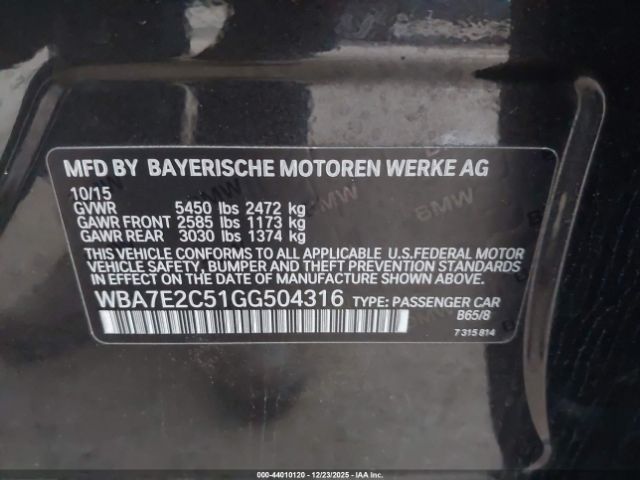 MFD BY BAYERISCHE MOTOREN WERKE AG
10/15
GVWR 5450 lbs 2472 kg
GAWR FRONT 2585 lbs 1173 kg
GAWR REAR 3030 lbs 1374 kg
THIS VEHICLE CONFORMS TO ALL APPLICABLE U.S.FEDERAL MOTOR
VEHICLE SAFETY, BUMPER AND THEFT PREVENTION STANDARDS
IN EFFECT ON THE DATE OF MANUFACTURE SHOWN ABOVE.
WBA7E2C51GG504316 TYPE: PASSENGER CAR
B65/8
7 315 814
BMW
BMW
BMW
000-44010120 - 12/23/2025 - IAA Inc.